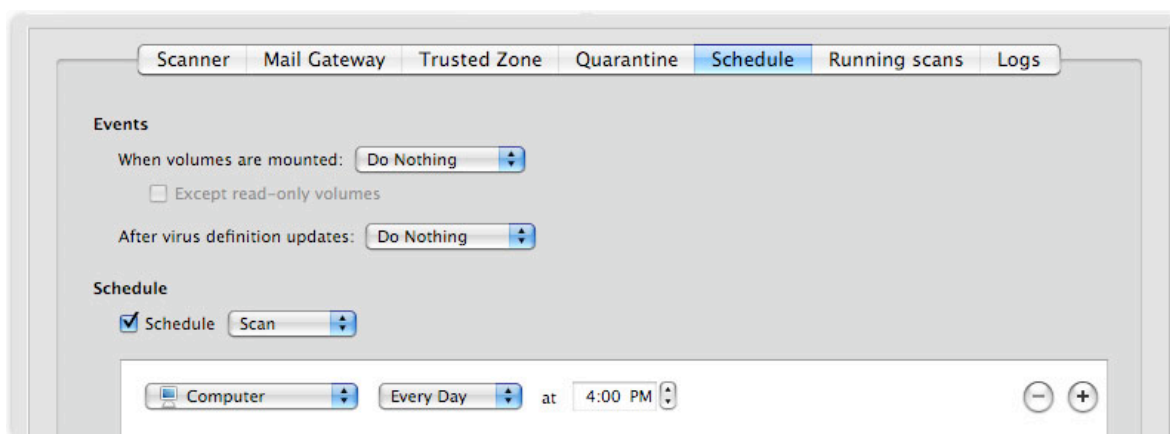 Scanner Mail Gateway Trusted Zone Quarantine Schedule Running scans Logs
Events
When volumes are mounted: Do Nothing
Except read-only volumes
After virus definition updates: Do Nothing
Schedule
Schedule Scan
Computer Every Day at 4:00 PM